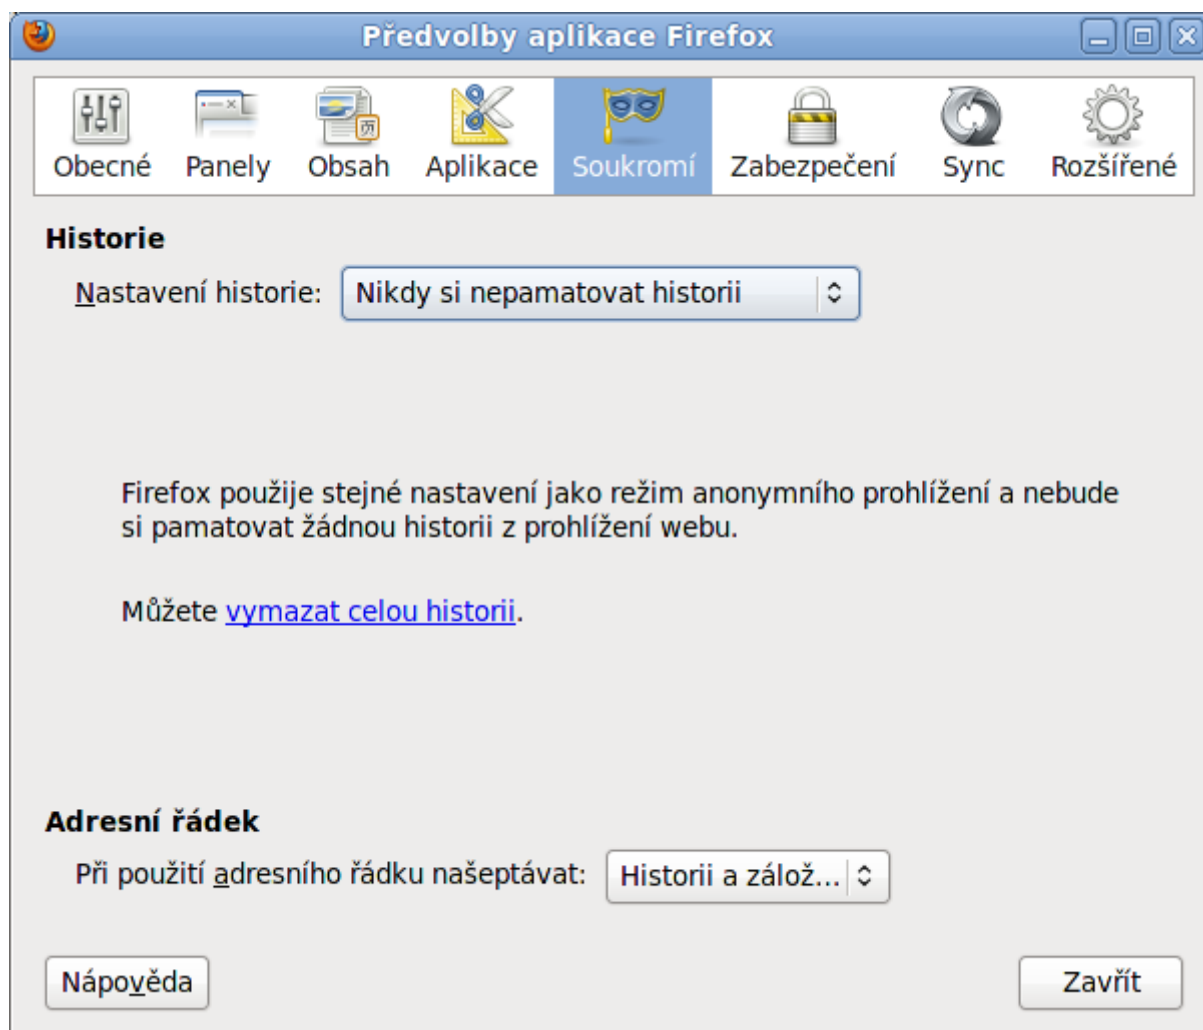 Předvolby aplikace Firefox
Obecné Panely Obsah Aplikace Soukromí Zabezpečení Sync Rozšířené
Historie
Nastavení historie: Nikdy si nepamatovat historii
Firefox použije stejné nastavení jako režim anonymního prohlížení a nebude
si pamatovat žádnou historii z prohlížení webu.
Můžete vymazat celou historii.
Adresní řádek
Při použití adresního řádku našeptávat: Historii a zálož...
Nápověda Zavřít